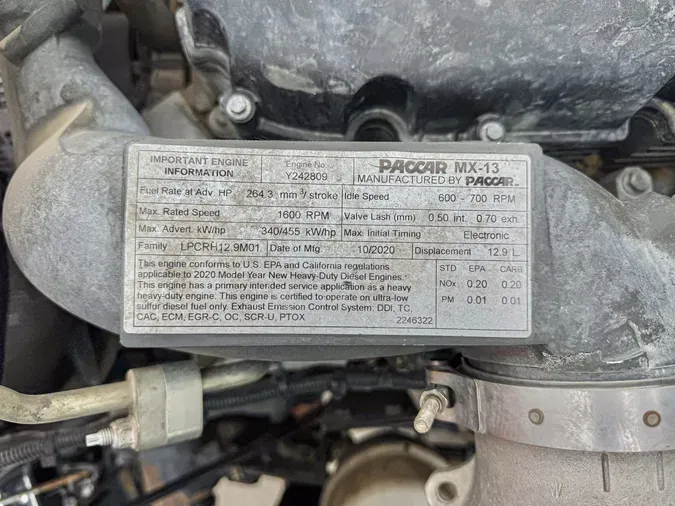 IMPORTANT ENGINE INFORMATION
Engine No. Y242809
PACCAR MX-13
MANUFACTURED BY PACCAR
Fuel Rate at Adv. HP 264.3 mm³/stroke Idle Speed 600 - 700 RPM
Max. Rated Speed 1600 RPM Valve Lash (mm) 0.50 int. 0.70 exh
Max. Advert. kW/hp 340/455 kW/hp Max. Initial Timing Electronic
Family LPCRH12.9M01 Date of Mfg 10/2020 Displacement 12.9 L
This engine conforms to U.S. EPA and California regulations
applicable to 2020 Model Year New Heavy-Duty Diesel Engines.
This engine has a primary intended service application as a heavy
heavy-duty engine. This engine is certified to operate on ultra-low
sulfur diesel fuel only. Exhaust Emission Control System: DDI, TC,
CAC, ECM, EGR-C, OC, SCR-U, PTOX
2246322
STD EPA CARB
NOx 0.20 0.20
PM 0.01 0.01